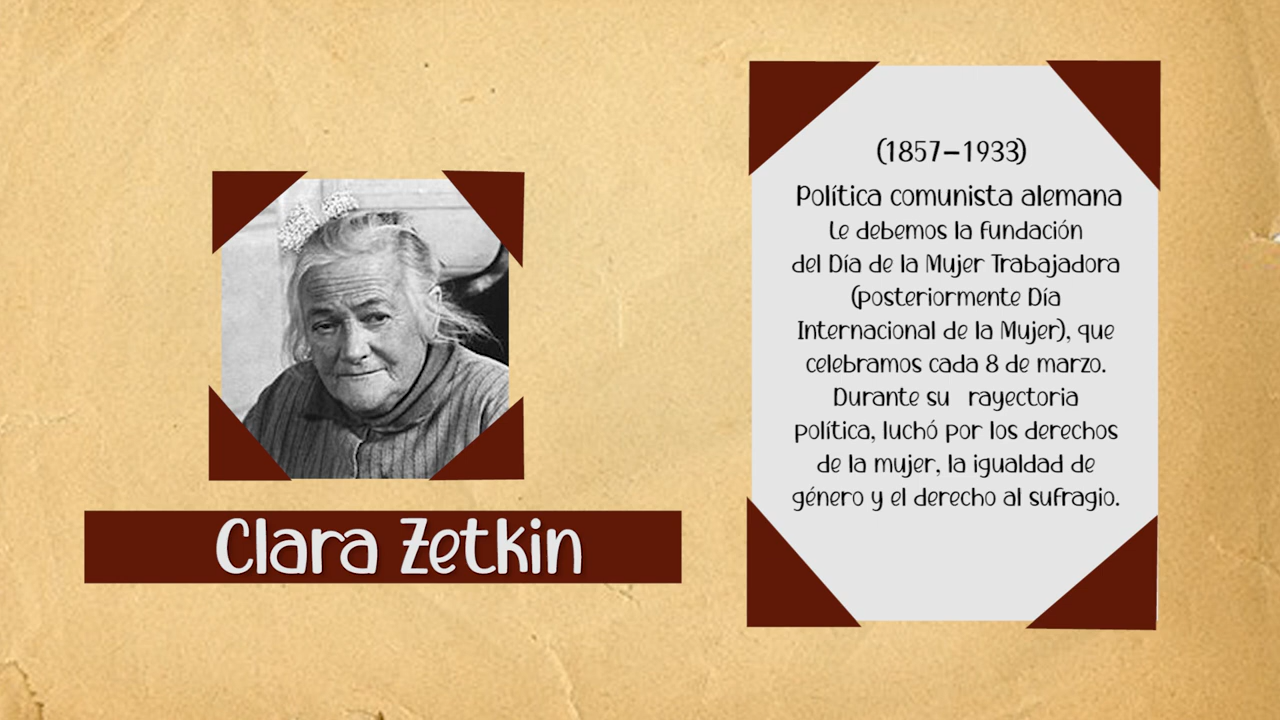 Clara Zetkin
(1857-1933)
Política comunista alemana
Le debemos la fundación
del Día de la Mujer Trabajadora
(posteriormente Día
Internacional de la Mujer), que
celebramos cada 8 de marzo.
Durante su rayectoria
política, luchó por los derechos
de la mujer, la igualdad de
género y el derecho al sufragio.